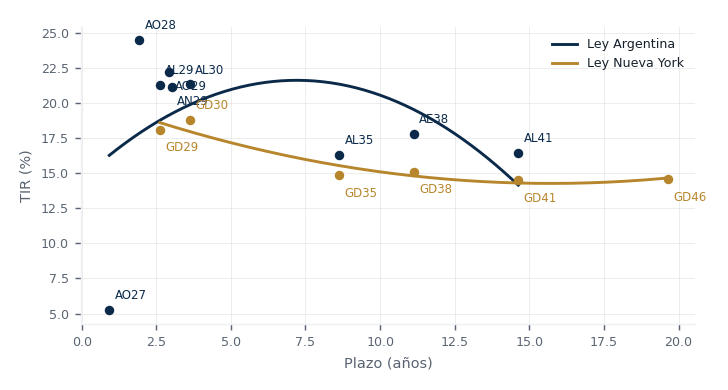 25.0
22.5
20.0
17.5
15.0
12.5
10.0
7.5
5.0
TIR (%)
AO28
AL29
AL30
AO29
AN29
GD30
GD29
AL35
GD35
AL38
GD38
AL41
GD41
GD46
AO27
Ley Argentina
Ley Nueva York
0.0 2.5 5.0 7.5 10.0 12.5 15.0 17.5 20.0
Plazo (años)